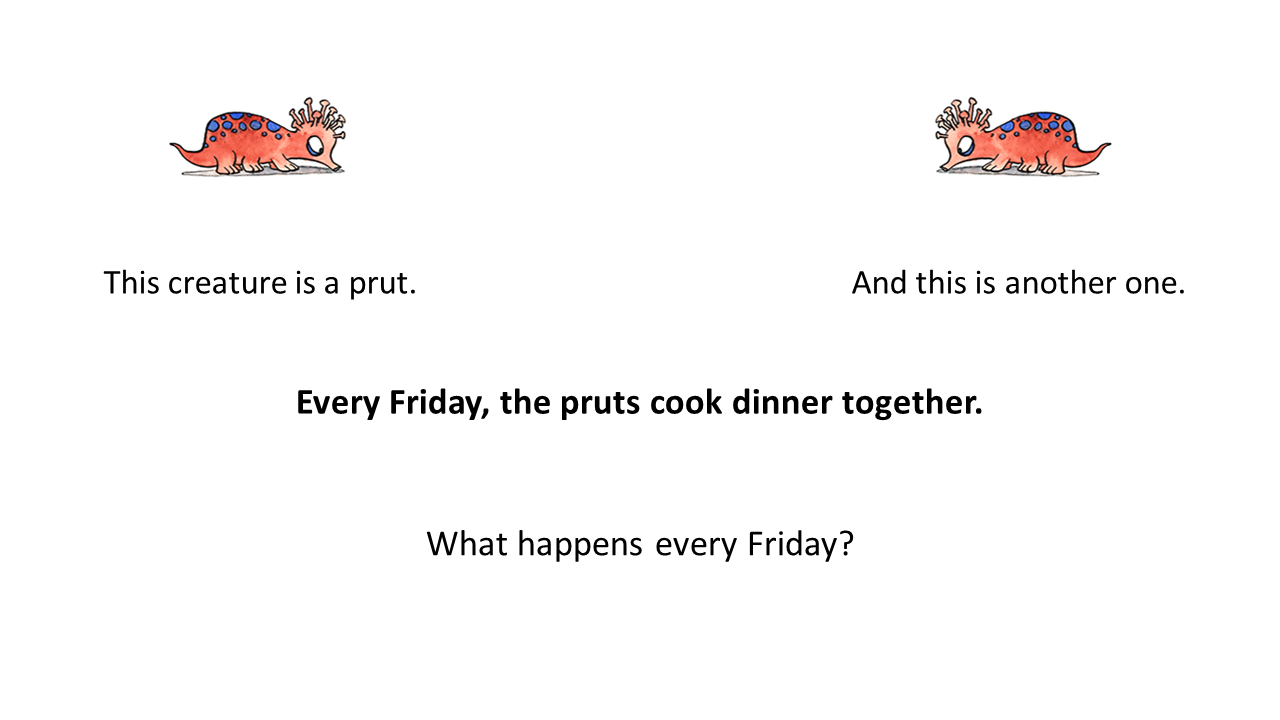 This creature is a prut.
And this is another one.
Every Friday, the pruts cook dinner together.
What happens every Friday?